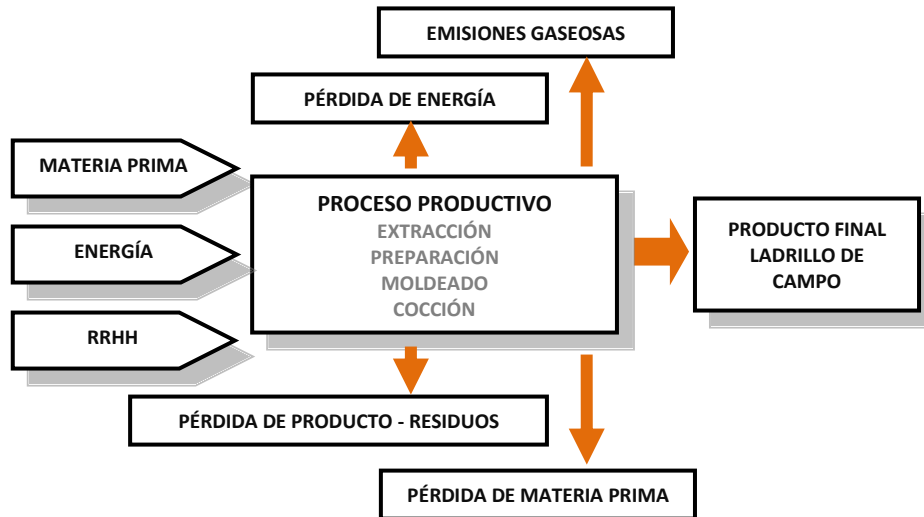 EMISIONES GASEOSAS
PÉRDIDA DE ENERGÍA
MATERIA PRIMA
ENERGÍA
RRHH
PROCESO PRODUCTIVO
EXTRACCIÓN
PREPARACIÓN
MOLDEADO
COCCIÓN
PRODUCTO FINAL
LADRILLO DE
CAMPO
PÉRDIDA DE PRODUCTO - RESIDUOS
PÉRDIDA DE MATERIA PRIMA